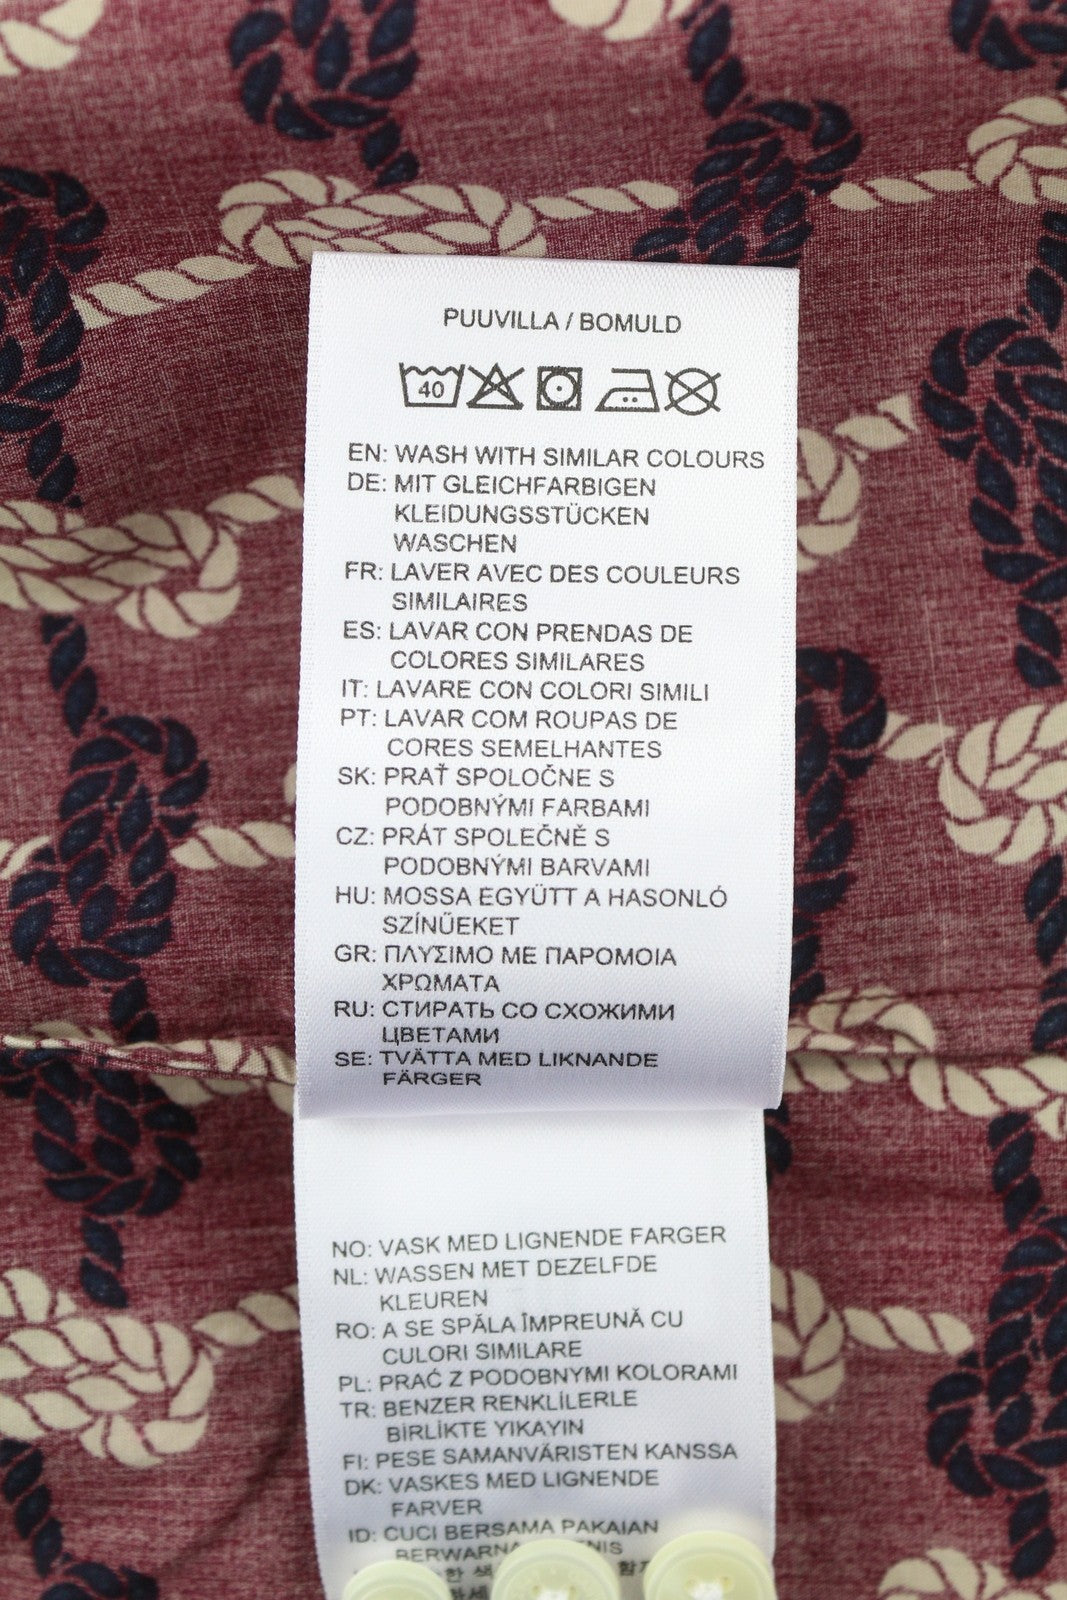 PUUVILLA / BOMULD
40
EN: WASH WITH SIMILAR COLOURS
DE: MIT GLEICHFARBIGEN
KLEIDUNGSSTÜCKEN
WASCHEN
FR: LAVER AVEC DES COULEURS
SIMILAIRES
ES: LAVAR CON PRENDAS DE
COLORES SIMILARES
IT: LAVARE CON COLORI SIMILI
PT: LAVAR COM ROUPAS DE
CORES SEMELHANTES
SK: PRAŤ SPOLOČNE S
PODOBNÝMI FARBAMI
CZ: PRÁT SPOLEČNĚ S
PODOBNÝMI BARVAMI
HU: MOSSA EGYÜTT A HASONLÓ
SZÍNŰEKET
GR: ΠΛΥΣΙΜΟ ΜΕ ΠΑΡΟΜΟΙΑ
ΧΡΩΜΑΤΑ
RU: СТИРАТЬ СО СХОЖИМИ
ЦВЕТАМИ
SE: TVÄTTA MED LIKNANDE
FÄRGER
NO: VASK MED LIGNENDE FARGER
NL: WASSEN MET DEZELFDE
KLEUREN
RO: A SE SPĂLA ÎMPREUNĂ CU
CULORI SIMILARE
PL: PRAĆ Z PODOBNYMI KOLORAMI
TR: BENZER RENKLİLERLE
BİRLİKTE YIKAYIN
FI: PESE SAMANVÄRISTEN KANSSA
DK: VASKES MED LIGNENDE
FARVER
ID: CUCI BERSAMA PAKAIAN